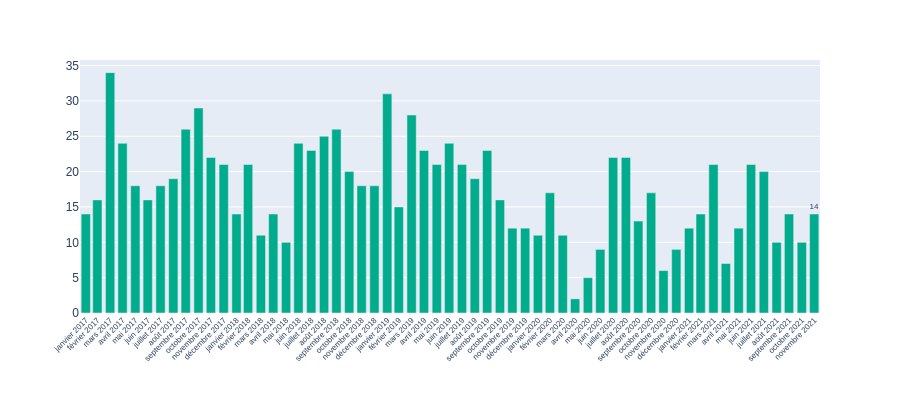 35
30
25
20
15
10
5
0
14
janvier 2017
février 2017
mars 2017
avril 2017
mai 2017
juin 2017
juillet 2017
août 2017
septembre 2017
octobre 2017
novembre 2017
décembre 2017
janvier 2018
février 2018
mars 2018
avril 2018
mai 2018
juin 2018
juillet 2018
août 2018
septembre 2018
octobre 2018
novembre 2018
décembre 2018
janvier 2019
février 2019
mars 2019
avril 2019
mai 2019
juin 2019
juillet 2019
août 2019
septembre 2019
octobre 2019
novembre 2019
décembre 2019
janvier 2020
février 2020
mars 2020
avril 2020
mai 2020
juin 2020
juillet 2020
août 2020
septembre 2020
octobre 2020
novembre 2020
décembre 2020
janvier 2021
février 2021
mars 2021
avril 2021
mai 2021
juin 2021
juillet 2021
août 2021
septembre 2021
octobre 2021
novembre 2021